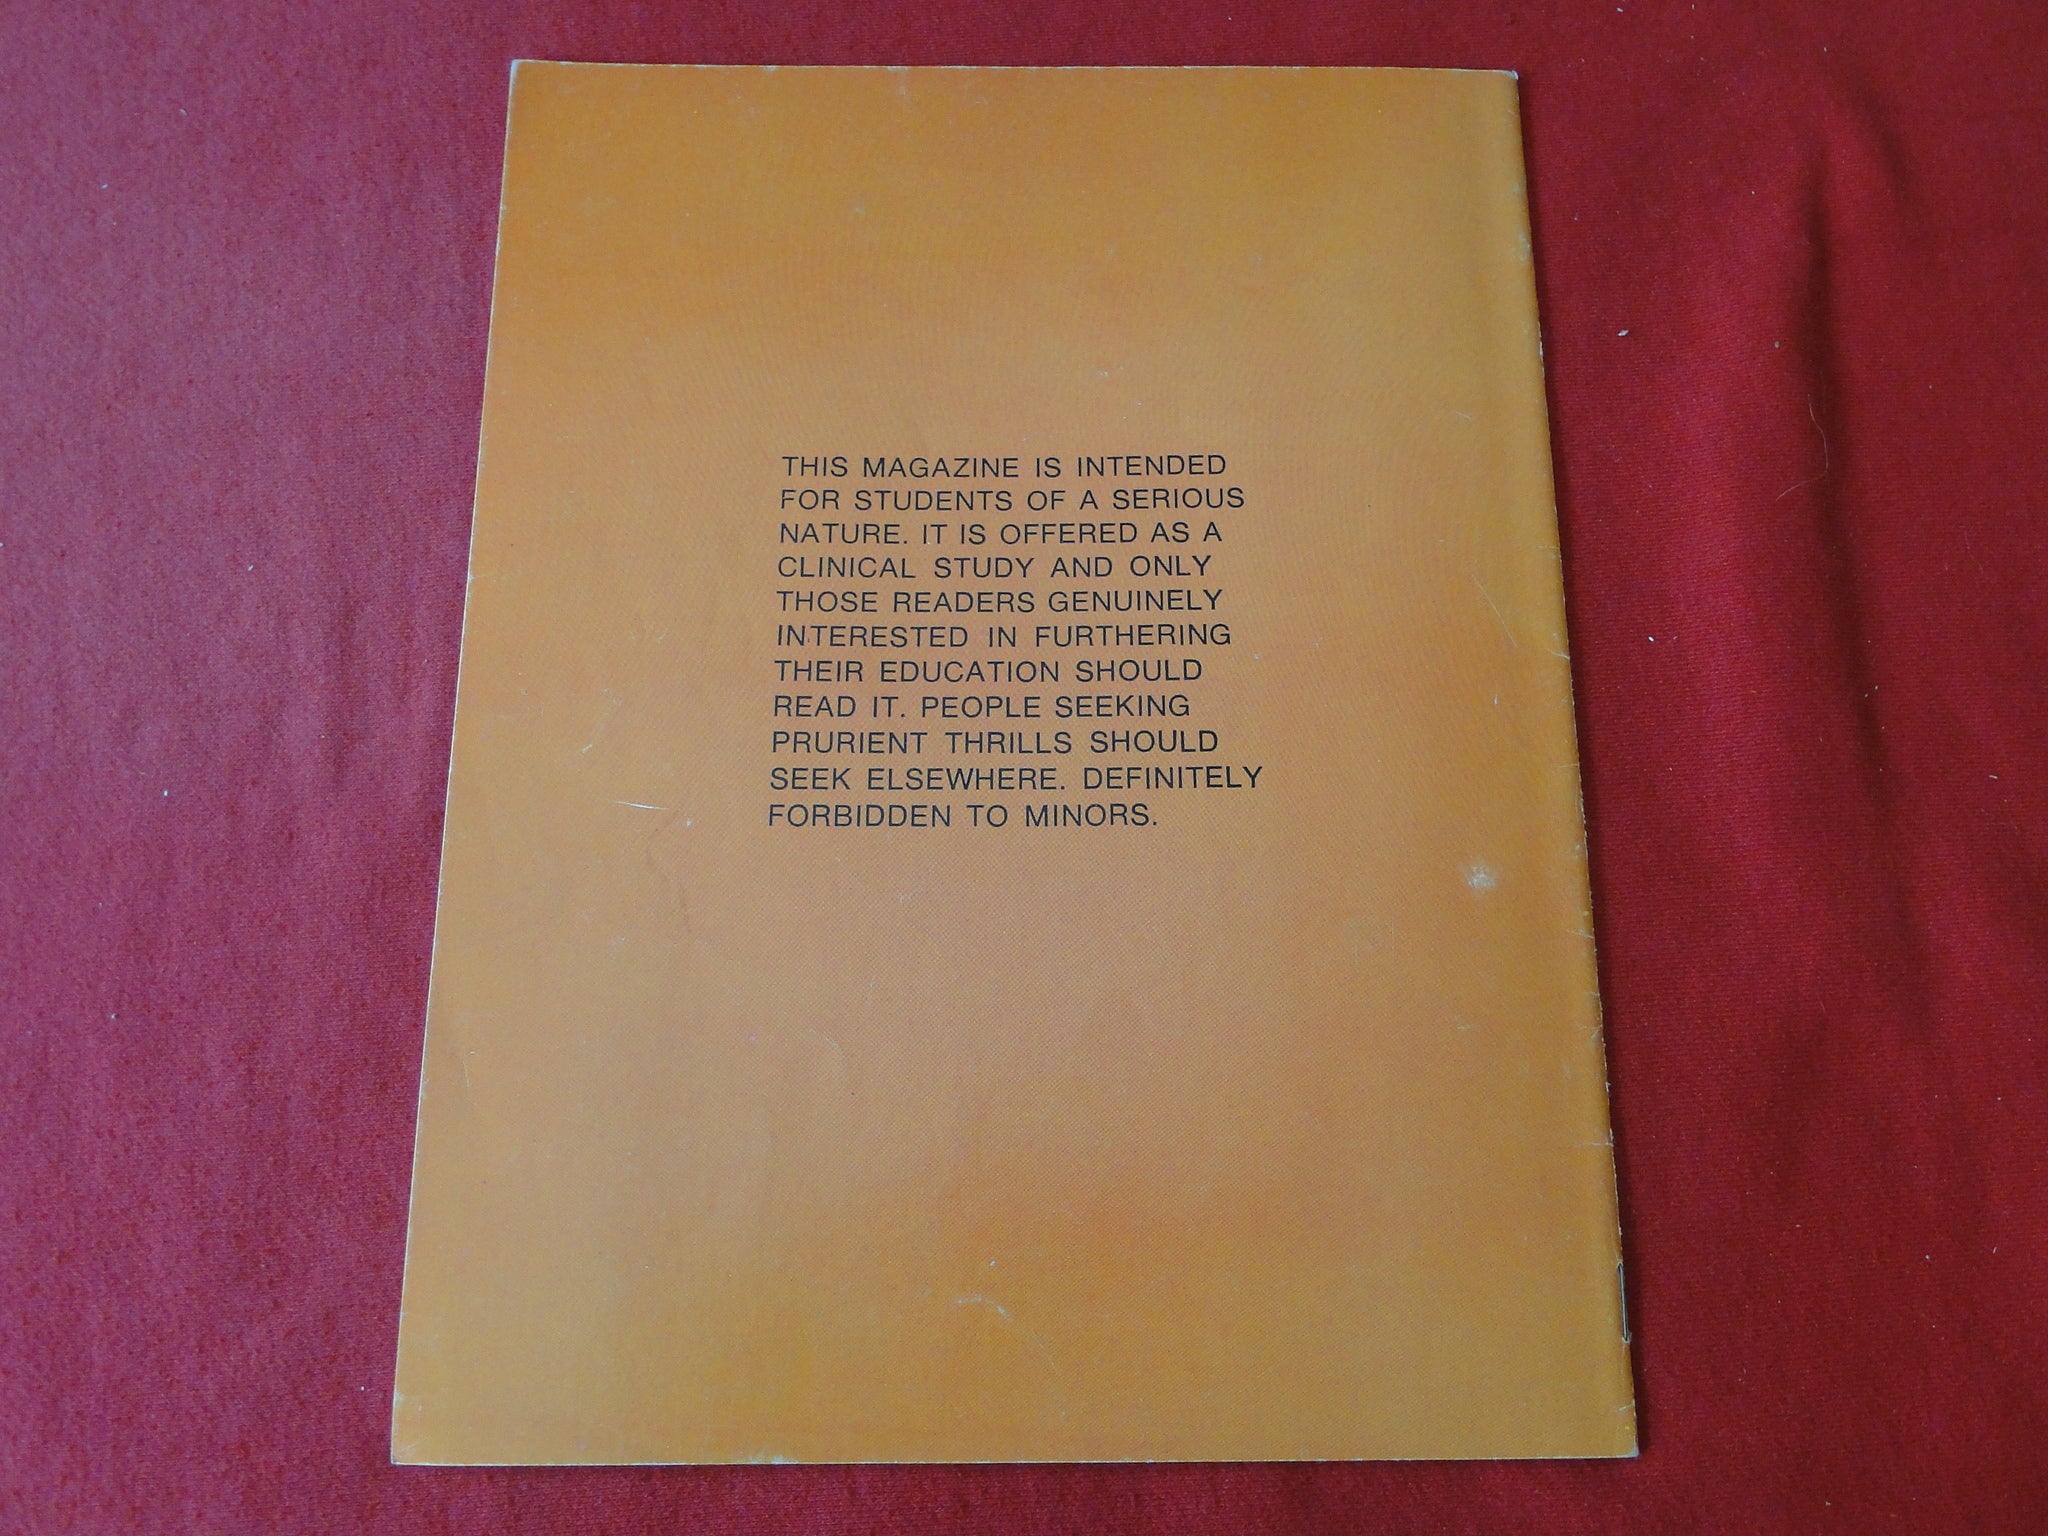 THIS MAGAZINE IS INTENDED
FOR STUDENTS OF A SERIOUS
NATURE. IT IS OFFERED AS A
CLINICAL STUDY AND ONLY
THOSE READERS GENUINELY
INTERESTED IN FURTHERING
THEIR EDUCATION SHOULD
READ IT. PEOPLE SEEKING
PRURIENT THRILLS SHOULD
SEEK ELSEWHERE. DEFINITELY
FORBIDDEN TO MINORS.